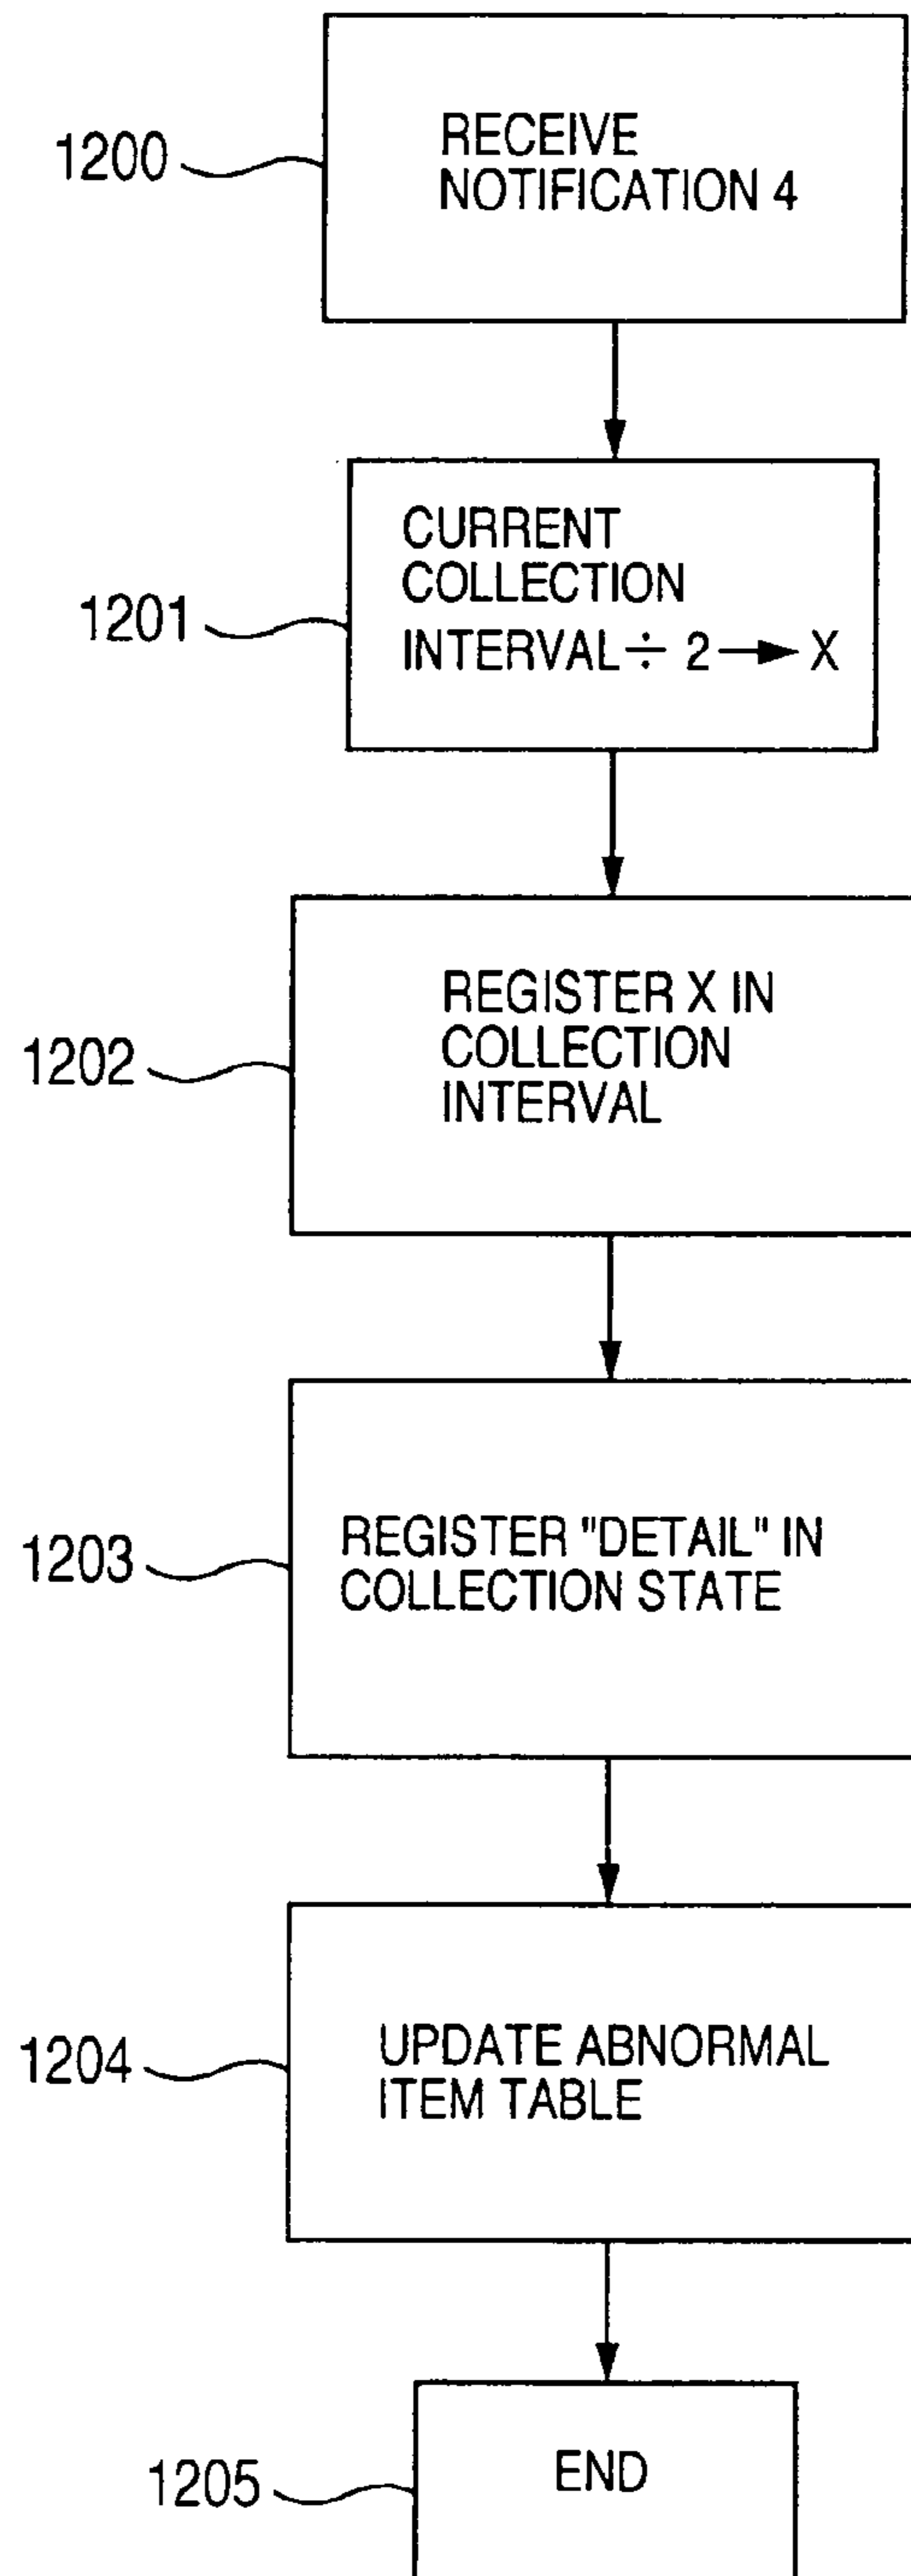 1200
RECEIVE
NOTIFICATION 4
1201
CURRENT
COLLECTION
INTERVAL ÷ 2 → X
1202
REGISTER X IN
COLLECTION
INTERVAL
1203
REGISTER "DETAIL" IN
COLLECTION STATE
1204
UPDATE ABNORMAL
ITEM TABLE
1205
END